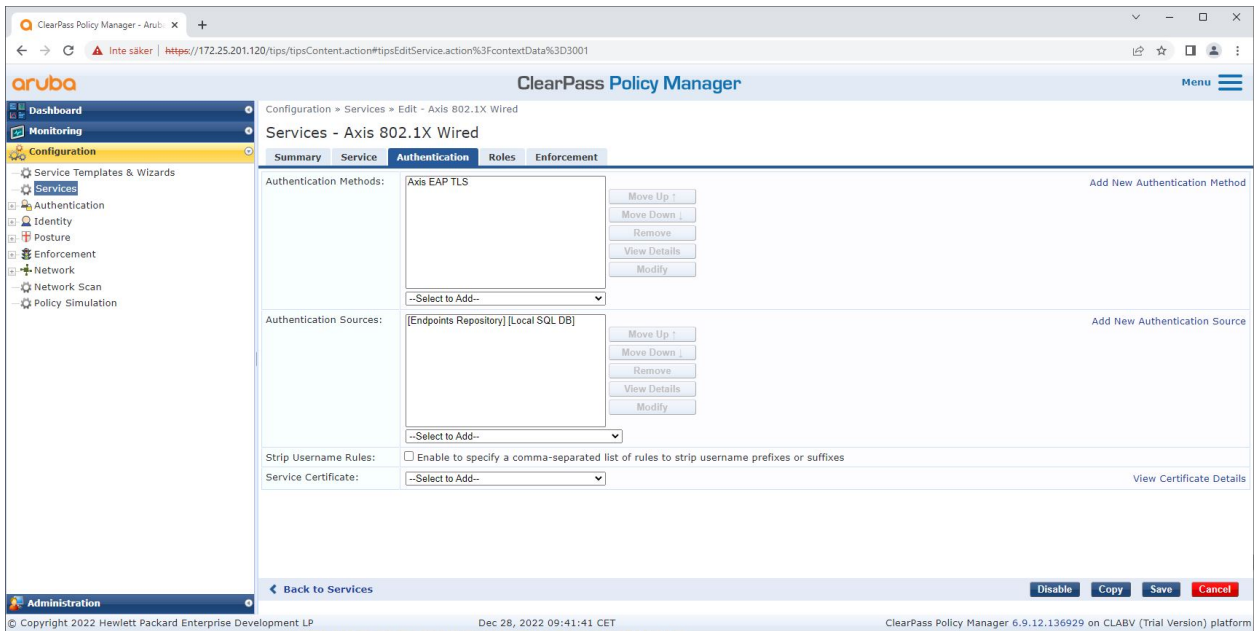 ClearPass Policy Manager - Arub
Inte säker | https://172.25.201.120/tips/tipsContent.action#tipsEditService.action%3FcontextData%3D3001
aruba
ClearPass Policy Manager
Menu
Dashboard
Monitoring
Configuration
Service Templates & Wizards
Services
Authentication
Identity
Posture
Enforcement
Network
Network Scan
Policy Simulation
Administration
Configuration » Services » Edit - Axis 802.1X Wired
Services - Axis 802.1X Wired
Summary Service Authentication Roles Enforcement
Authentication Methods:
Axis EAP TLS
Move Up ↑
Move Down ↓
Remove
View Details
Modify
--Select to Add--
Add New Authentication Method
Authentication Sources:
[Endpoints Repository] [Local SQL DB]
Move Up ↑
Move Down ↓
Remove
View Details
Modify
--Select to Add--
Add New Authentication Source
Strip Username Rules:
Enable to specify a comma-separated list of rules to strip username prefixes or suffixes
Service Certificate:
--Select to Add--
View Certificate Details
Back to Services
Disable Copy Save Cancel
© Copyright 2022 Hewlett Packard Enterprise Development LP
Dec 28, 2022 09:41:41 CET
ClearPass Policy Manager 6.9.12.136929 on CLABV (Trial Version) platform